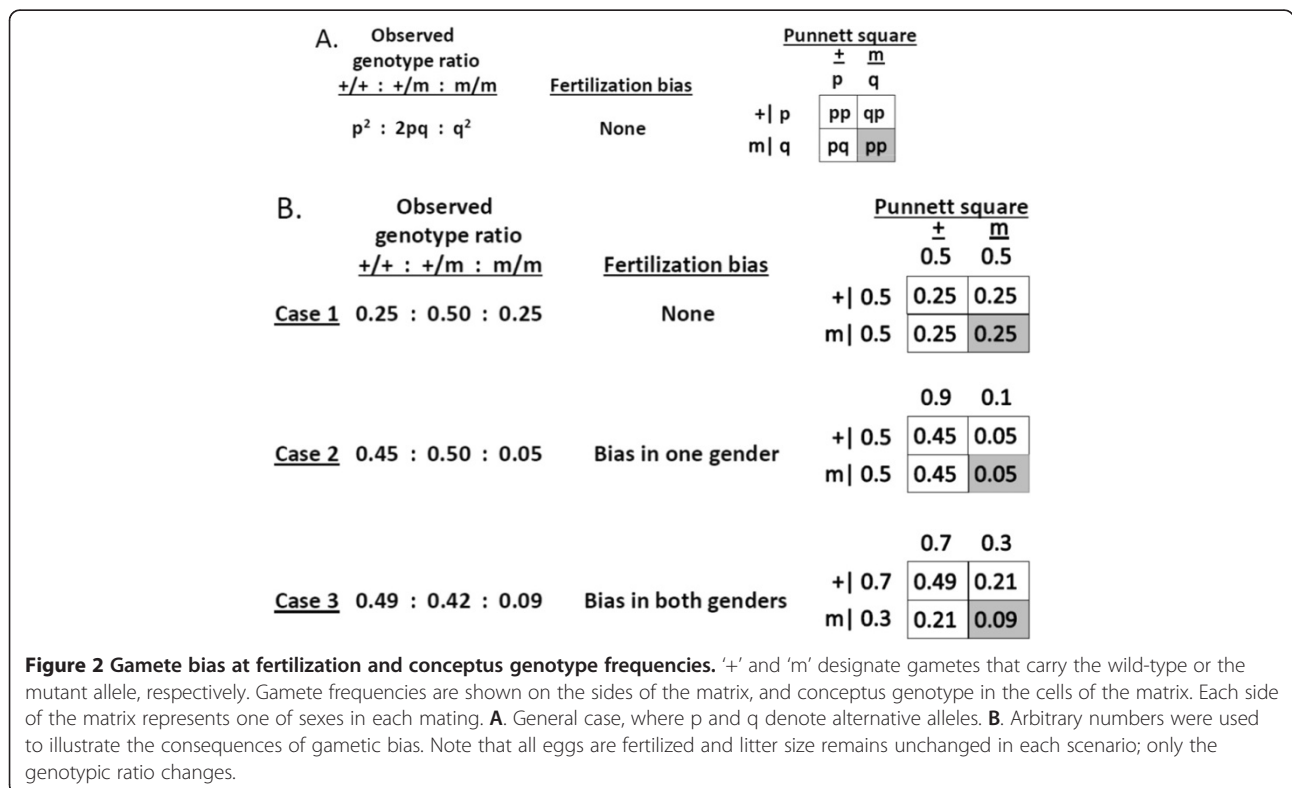 A. Observed
genotype ratio
+/+ : +/m : m/m
Fertilization bias
p² : 2pq : q²
None
Punnett square
+ m
p q
+| p pp qp
m| q pq pp
B. Observed
genotype ratio
+/+ : +/m : m/m
Fertilization bias
Punnett square
+ m
0.5 0.5
Case 1 0.25 : 0.50 : 0.25 None
+| 0.5 0.25 0.25
m| 0.5 0.25 0.25
0.9 0.1
Case 2 0.45 : 0.50 : 0.05 Bias in one gender
+| 0.5 0.45 0.05
m| 0.5 0.45 0.05
0.7 0.3
Case 3 0.49 : 0.42 : 0.09 Bias in both genders
+| 0.7 0.49 0.21
m| 0.3 0.21 0.09
Figure 2 Gamete bias at fertilization and conceptus genotype frequencies. '+' and 'm' designate gametes that carry the wild-type or the
mutant allele, respectively. Gamete frequencies are shown on the sides of the matrix, and conceptus genotype in the cells of the matrix. Each side
of the matrix represents one of sexes in each mating. A. General case, where p and q denote alternative alleles. B. Arbitrary numbers were used
to illustrate the consequences of gametic bias. Note that all eggs are fertilized and litter size remains unchanged in each scenario; only the
genotypic ratio changes.